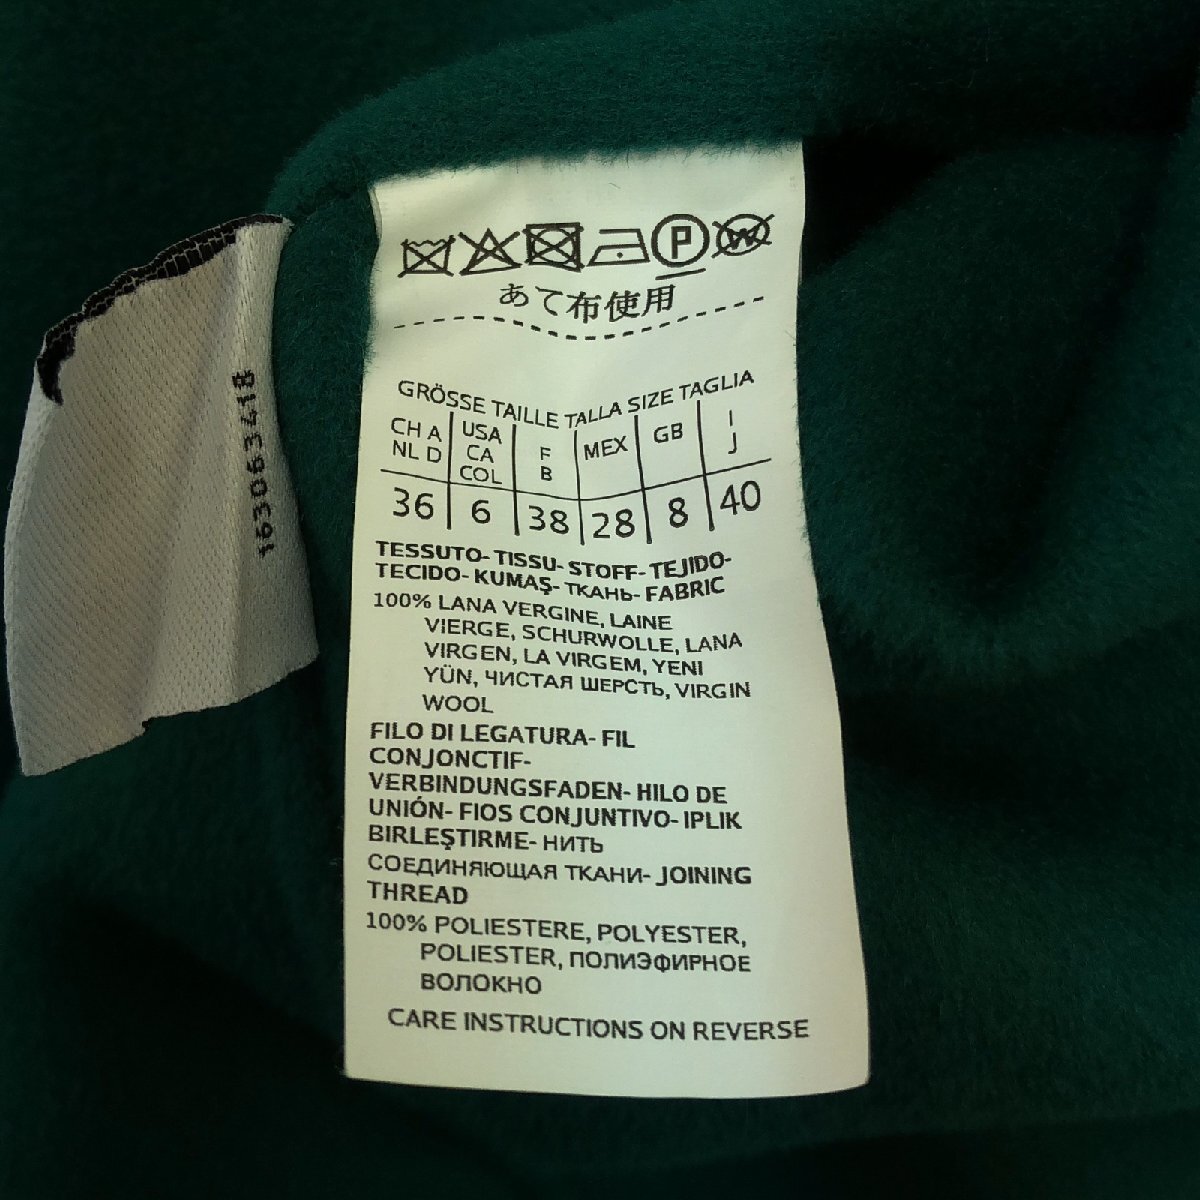 P
W
あて布使用
GRÖSSE TAILLE TALLA SIZE TAGLIA
CH A NL D
USA CA COL
F B
MEX
GB
I J
36 6 38 28 8 40
TESSUTO- TISSU- STOFF- TEJIDO-
TECIDO- KUMAŞ- ТКАНЬ- FABRIC
100% LANA VERGINE, LAINE
VIERGE, SCHURWOLLE, LANA
VIRGEN, LA VIRGEM, YENI
YÜN, ЧИСТАЯ ШЕРСТЬ, VIRGIN
WOOL
FILO DI LEGATURA- FIL
CONJONCTIF-
VERBINDUNGSFADEN- HILO DE
UNIÓN- FIOS CONJUNTIVO- IPLIK
BIRLEŞTIRME- НИТЬ
СОЕДИНЯЮЩАЯ ТКАНИ- JOINING
THREAD
100% POLIESTERE, POLYESTER,
POLIESTER, ПОЛИЭФИРНОЕ
ВОЛОКНО
CARE INSTRUCTIONS ON REVERSE
163063418